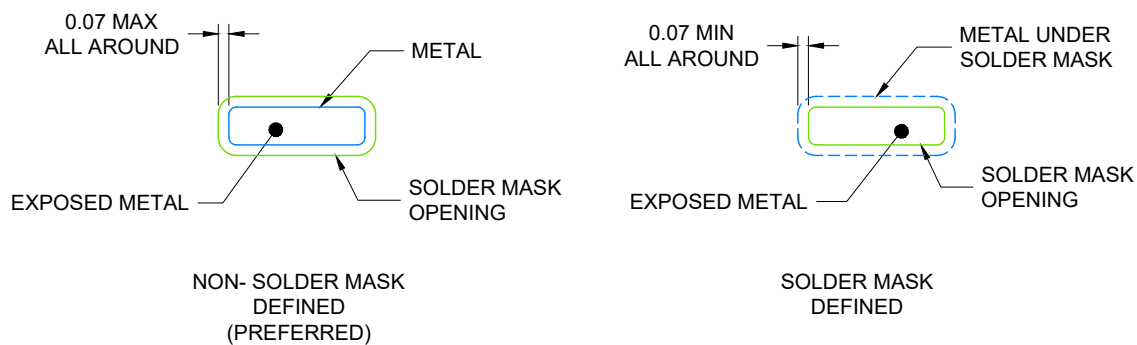 0.07 MAX
ALL AROUND
METAL
EXPOSED METAL
SOLDER MASK
OPENING
NON- SOLDER MASK
DEFINED
(PREFERRED)
0.07 MIN
ALL AROUND
METAL UNDER
SOLDER MASK
EXPOSED METAL
SOLDER MASK
OPENING
SOLDER MASK
DEFINED